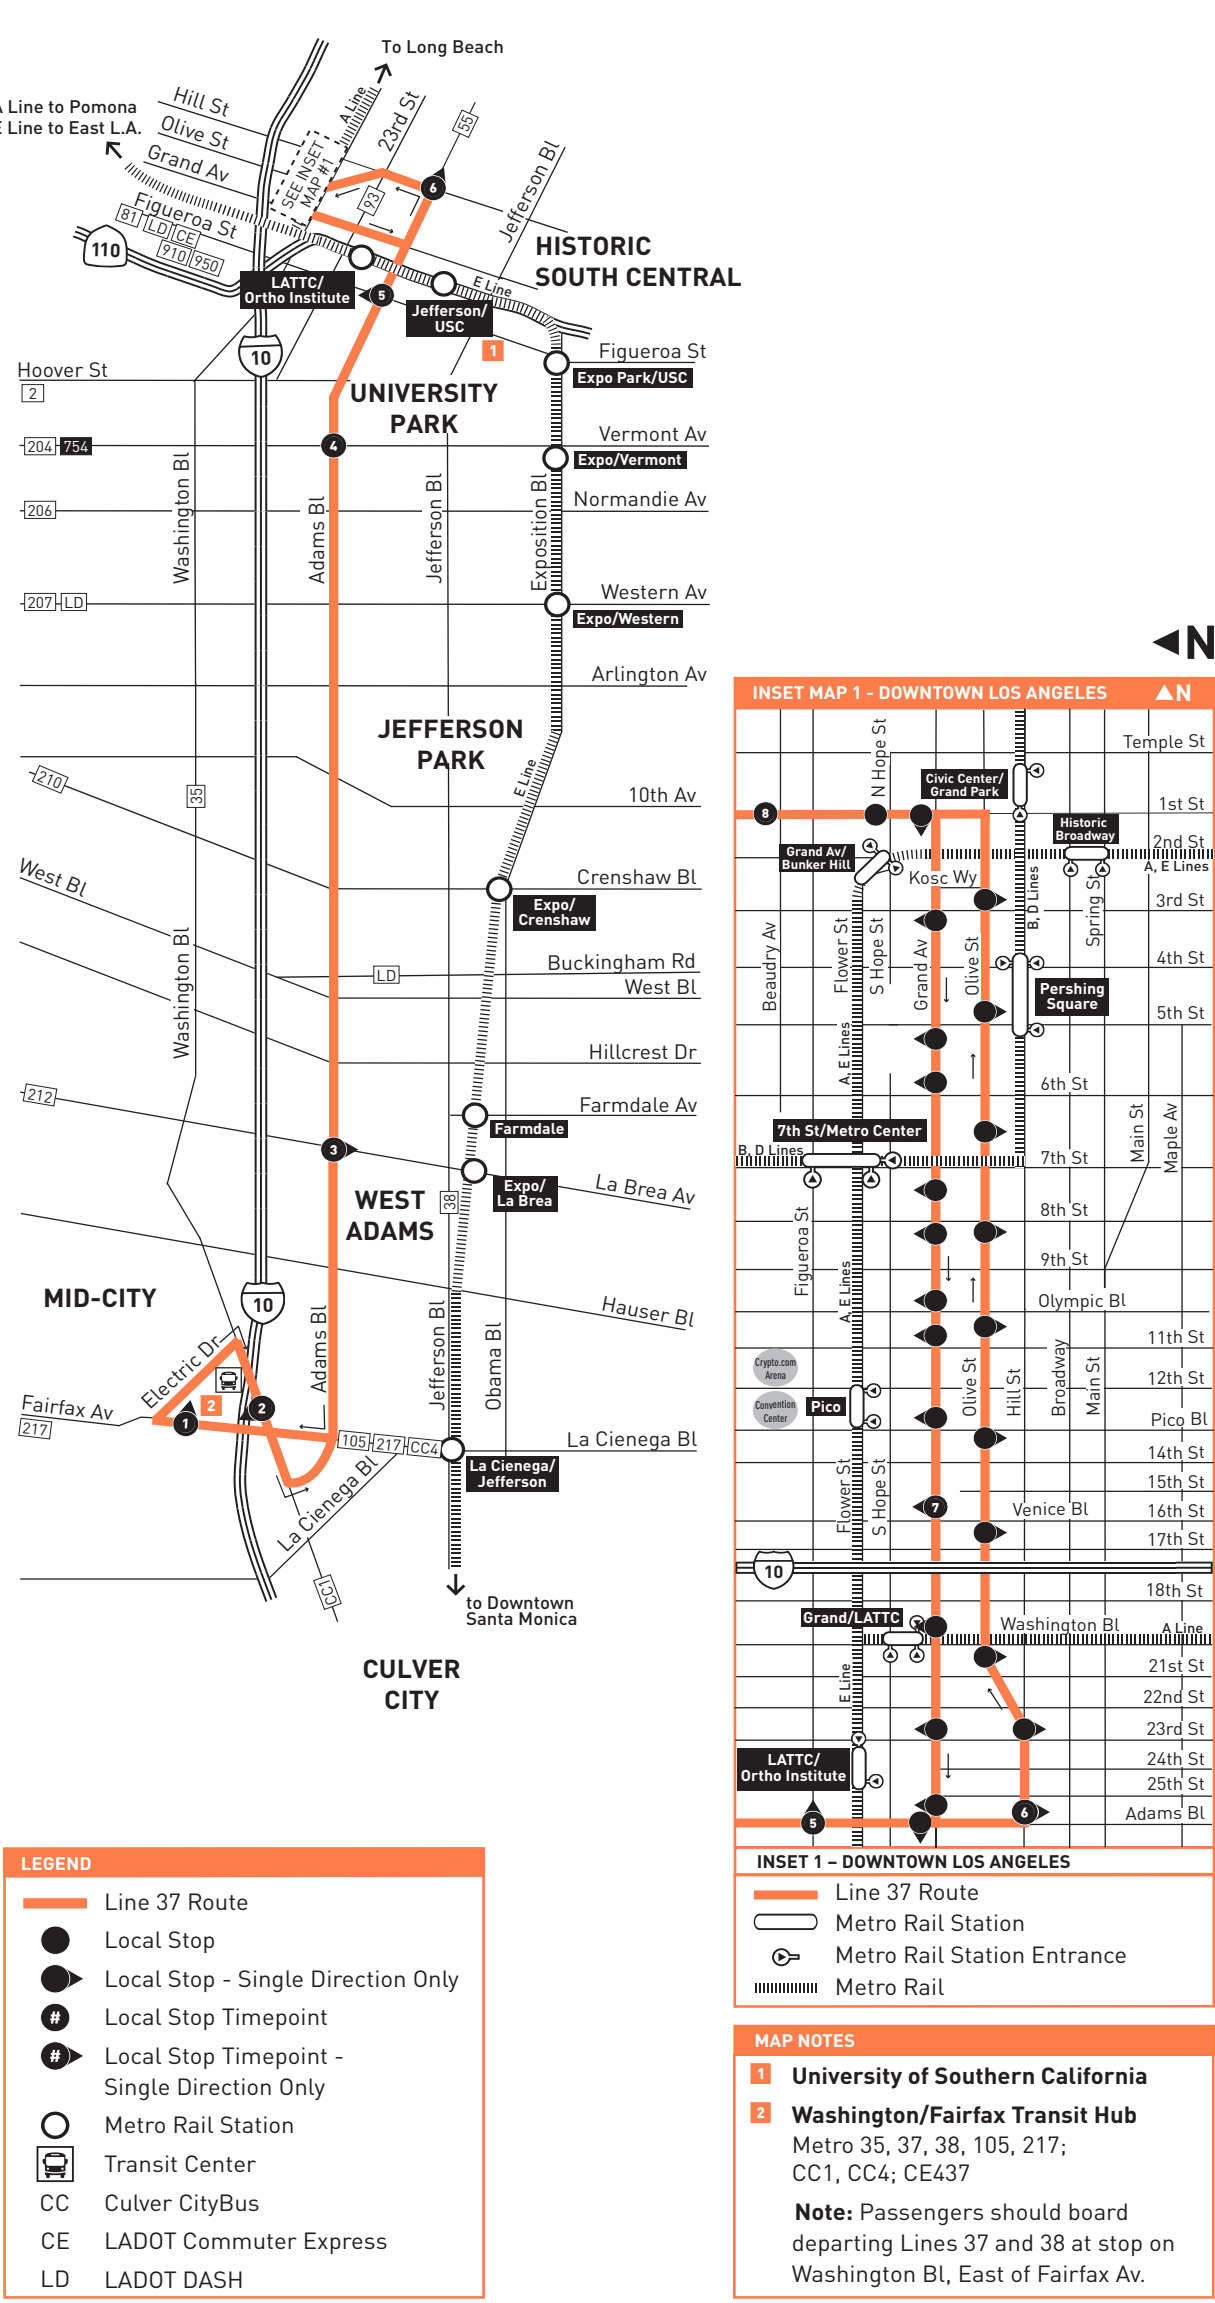 To Long Beach
A Line to Pomona
E Line to East L.A.
Hill St
Olive St
Grand Av
Figueroa St
81
LD
CE
910
950
110
A Line
23rd St
55
SEE INSET
MAP #1
93
6
Jefferson Bl
HISTORIC
SOUTH CENTRAL
LATTC/
Ortho Institute
5
E Line
Jefferson/
USC
1
10
Figueroa St
Expo Park/USC
Hoover St
2
UNIVERSITY
PARK
204
754
4
Vermont Av
Expo/Vermont
206
Normandie Av
Washington Bl
Adams Bl
Jefferson Bl
Exposition Bl
207
LD
Western Av
Expo/Western
Arlington Av
JEFFERSON
PARK
210
35
E Line
10th Av
West Bl
Crenshaw Bl
Expo/
Crenshaw
Washington Bl
LD
Buckingham Rd
West Bl
Hillcrest Dr
212
Farmdale Av
Farmdale
3
Expo/
La Brea
La Brea Av
WEST
ADAMS
38
MID-CITY
10
Hauser Bl
Adams Bl
Jefferson Bl
Obama Bl
Electric Dr
Fairfax Av
217
1
2
2
105
217
CC4
La Cienega Bl
La Cienega/
Jefferson
La Cienega Bl
CC1
to Downtown
Santa Monica
CULVER
CITY
N
INSET MAP 1 - DOWNTOWN LOS ANGELES
N
N Hope St
Temple St
Civic Center/
Grand Park
8
1st St
Historic
Broadway
2nd St
A, E Lines
Grand Av/
Bunker Hill
Kosc Wy
B, D Lines
Spring St
3rd St
Beaudry Av
Flower St
S Hope St
Grand Av
Olive St
4th St
Pershing
Square
5th St
A, E Lines
6th St
7th St/Metro Center
Main St
Maple Av
B, D Lines
7th St
8th St
Figueroa St
9th St
A, E Lines
Olympic Bl
11th St
Crypto.com
Arena
12th St
Convention
Center
Pico
Olive St
Hill St
Broadway
Main St
Pico Bl
14th St
15th St
Flower St
S Hope St
7
Venice Bl
16th St
17th St
10
18th St
Grand/LATTC
Washington Bl
A Line
21st St
E Line
22nd St
23rd St
LATTC/
Ortho Institute
24th St
25th St
5
6
Adams Bl
INSET 1 – DOWNTOWN LOS ANGELES
Line 37 Route
Metro Rail Station
Metro Rail Station Entrance
Metro Rail
LEGEND
Line 37 Route
Local Stop
Local Stop - Single Direction Only
# Local Stop Timepoint
# Local Stop Timepoint -
Single Direction Only
Metro Rail Station
Transit Center
CC Culver CityBus
CE LADOT Commuter Express
LD LADOT DASH
MAP NOTES
1 University of Southern California
2 Washington/Fairfax Transit Hub
Metro 35, 37, 38, 105, 217;
CC1, CC4; CE437
Note: Passengers should board
departing Lines 37 and 38 at stop on
Washington Bl, East of Fairfax Av.